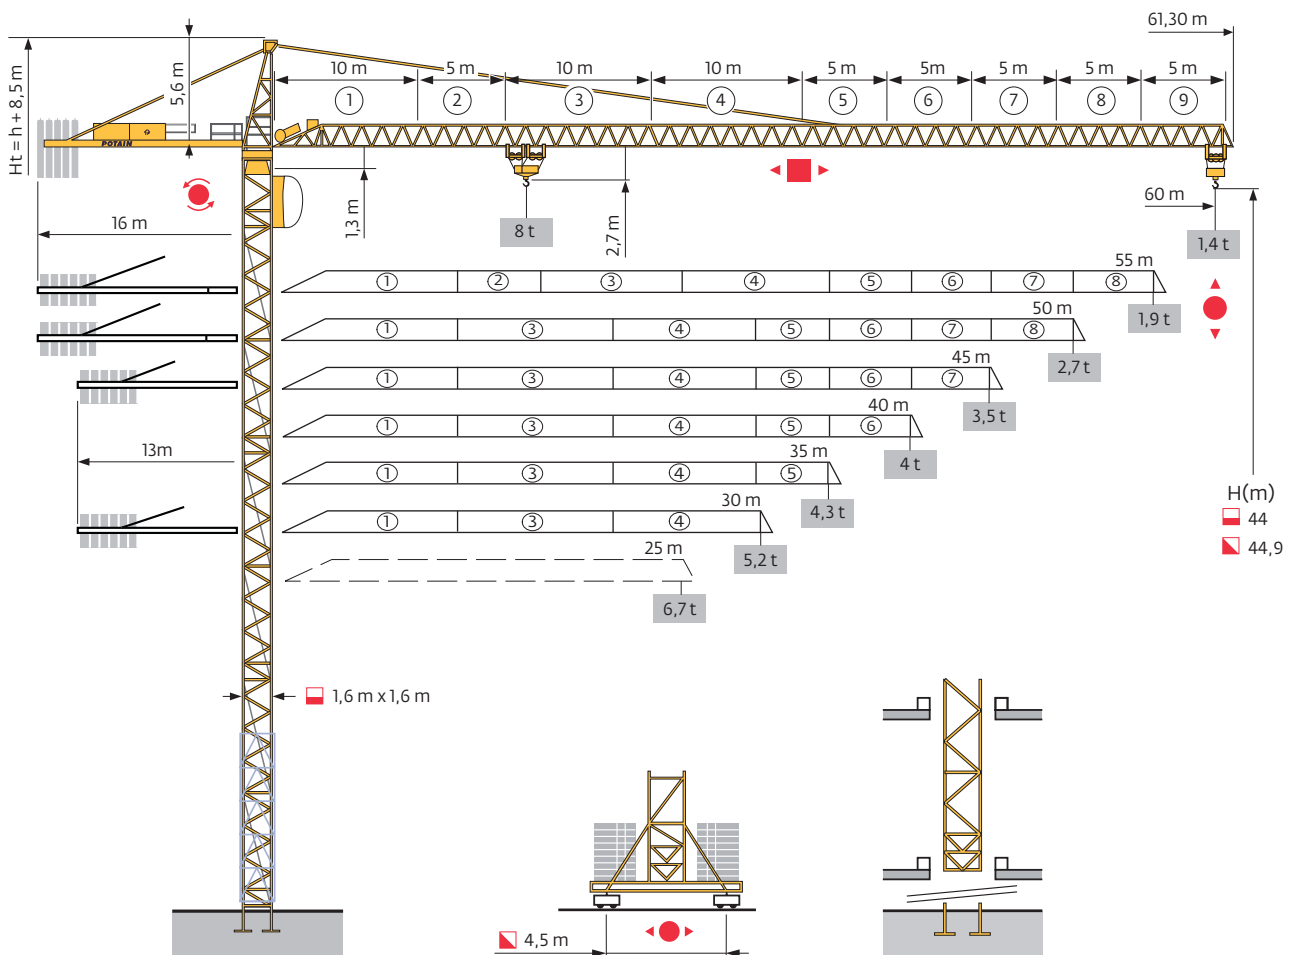 61,30 m
Ht = h + 8,5 m
5,6 m
10 m 5 m 10 m 10 m 5 m 5m 5 m 5 m 5 m
1 2 3 4 5 6 7 8 9
POTAIN
1,3 m
2,7 m
8 t
60 m
1,4 t
16 m
55 m
1 2 3 4 5 6 7 8
1,9 t
50 m
1 3 4 5 6 7 8
2,7 t
45 m
1 3 4 5 6 7
3,5 t
40 m
1 3 4 5 6
4 t
13m
35 m
1 3 4 5
4,3 t
30 m
1 3 4
5,2 t
25 m
6,7 t
H(m)
44
44,9
1,6 m x 1,6 m
4,5 m